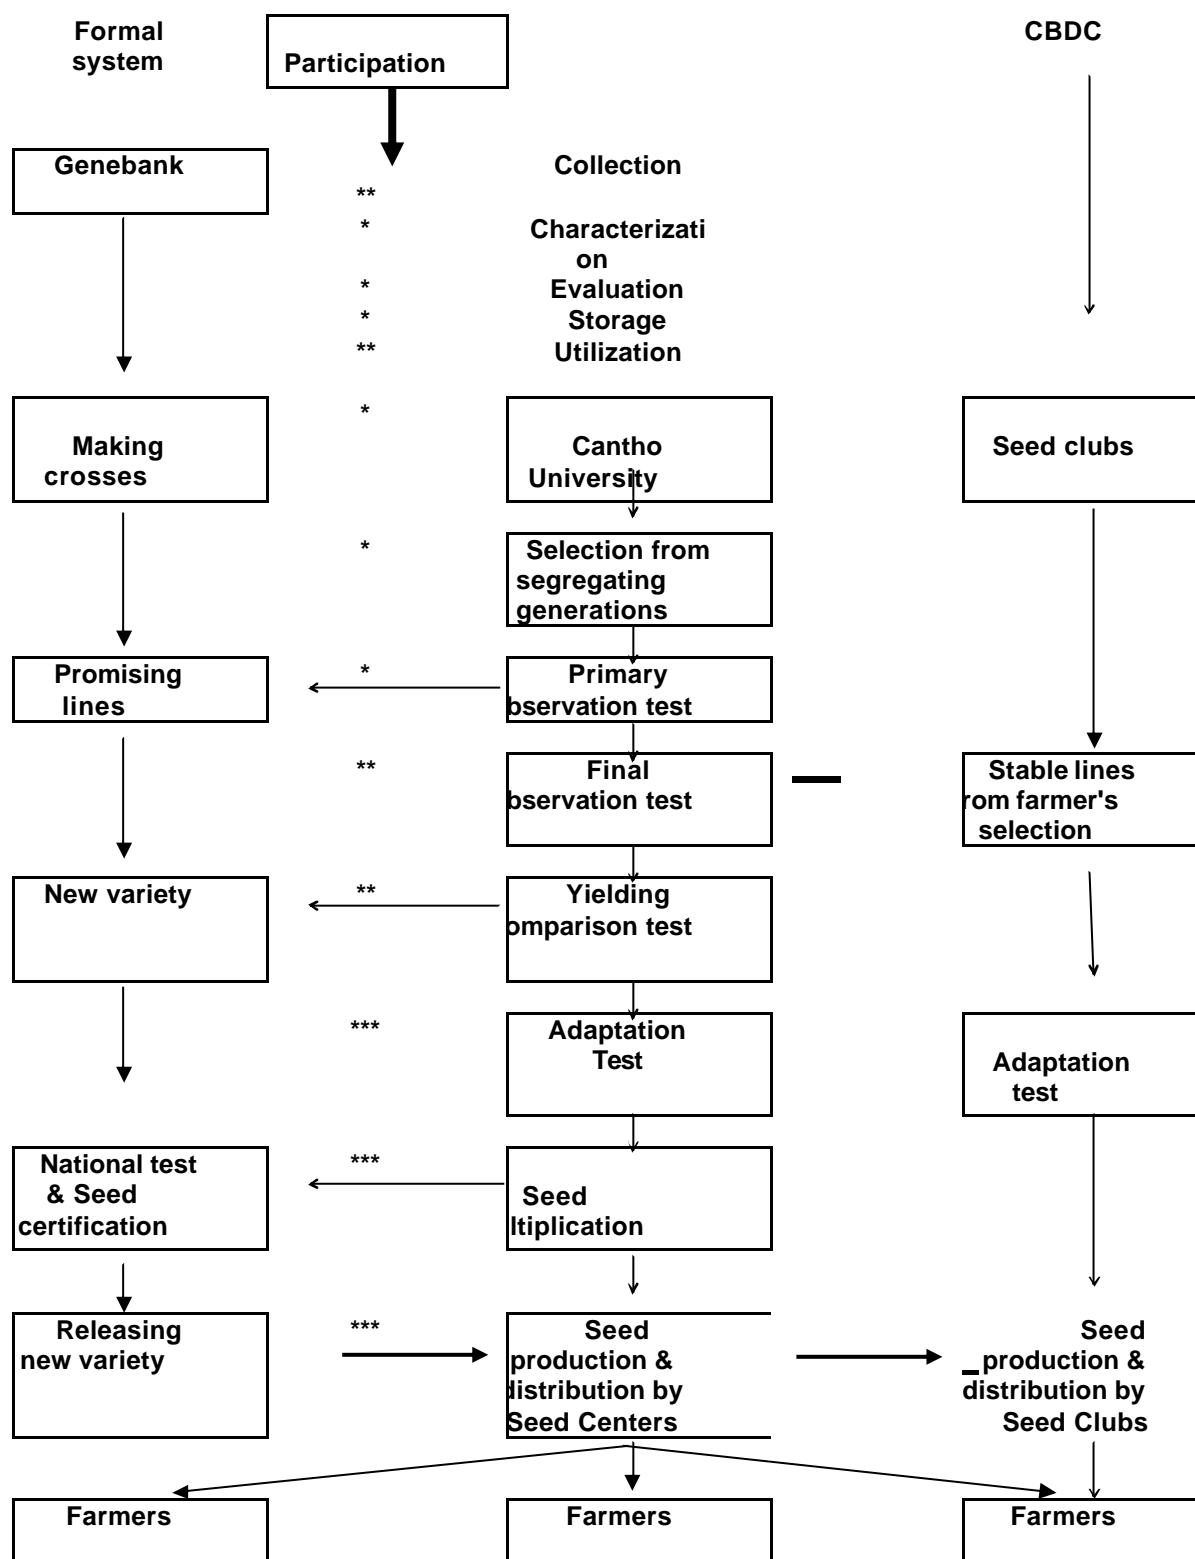 Formal
system
Participation
CBDC
Genebank
Collection
**
*
Characterizati
on
*
Evaluation
*
Storage
**
Utilization
*
Making
crosses
Cantho
University
Seed clubs
*
Selection from
segregating
generations
Promising
lines
*
Primary
bservation test
**
Final
bservation test
Stable lines
rom farmer's
selection
New variety
**
Yielding
omparison test
***
Adaptation
Test
Adaptation
test
National test
& Seed
certification
***
Seed
ltiplication
Releasing
new variety
***
Seed
production &
distribution by
Seed Centers
Seed
production &
distribution by
Seed Clubs
Farmers
Farmers
Farmers